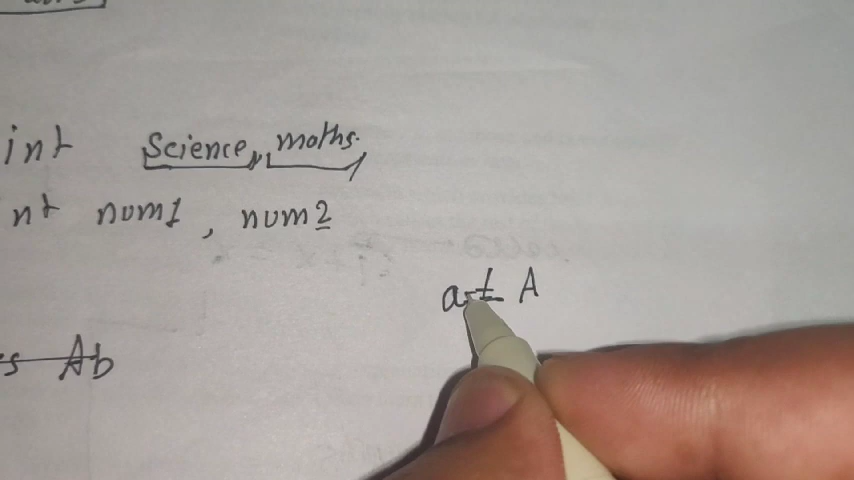 int Science, maths.
nt num1, num2
a ≠ A
s Ab